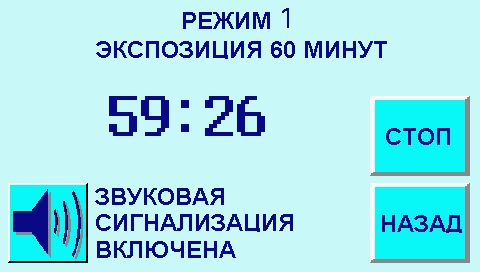 РЕЖИМ 1
ЭКСПОЗИЦИЯ 60 МИНУТ
59:26
СТОП
ЗВУКОВАЯ
СИГНАЛИЗАЦИЯ
ВКЛЮЧЕНА
НАЗАД